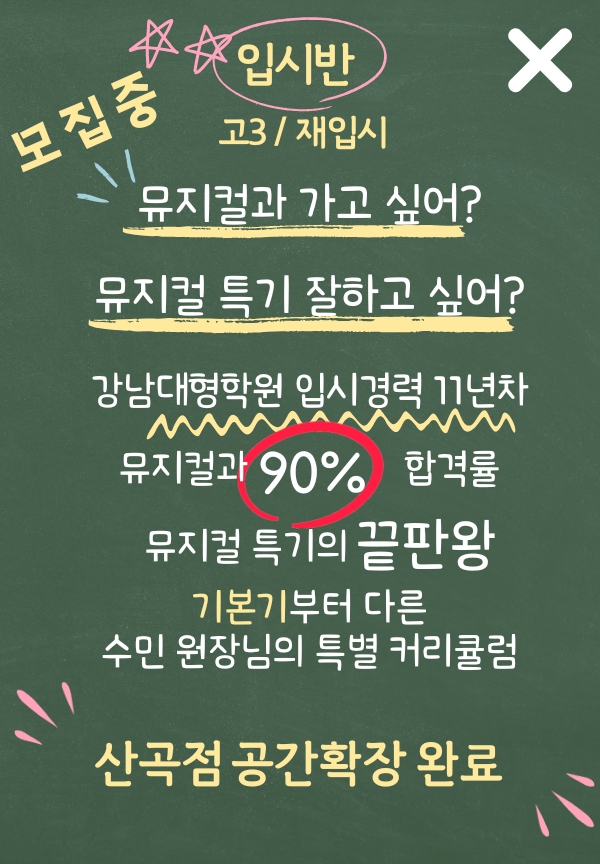 입시반
모집중
고3 / 재입시
뮤지컬과 가고 싶어?
뮤지컬 특기 잘하고 싶어?
강남대형학원 입시경력 11년차
뮤지컬과 90% 합격률
뮤지컬 특기의 끝판왕
기본기부터 다른
수민 원장님의 특별 커리큘럼
산곡점 공간확장 완료